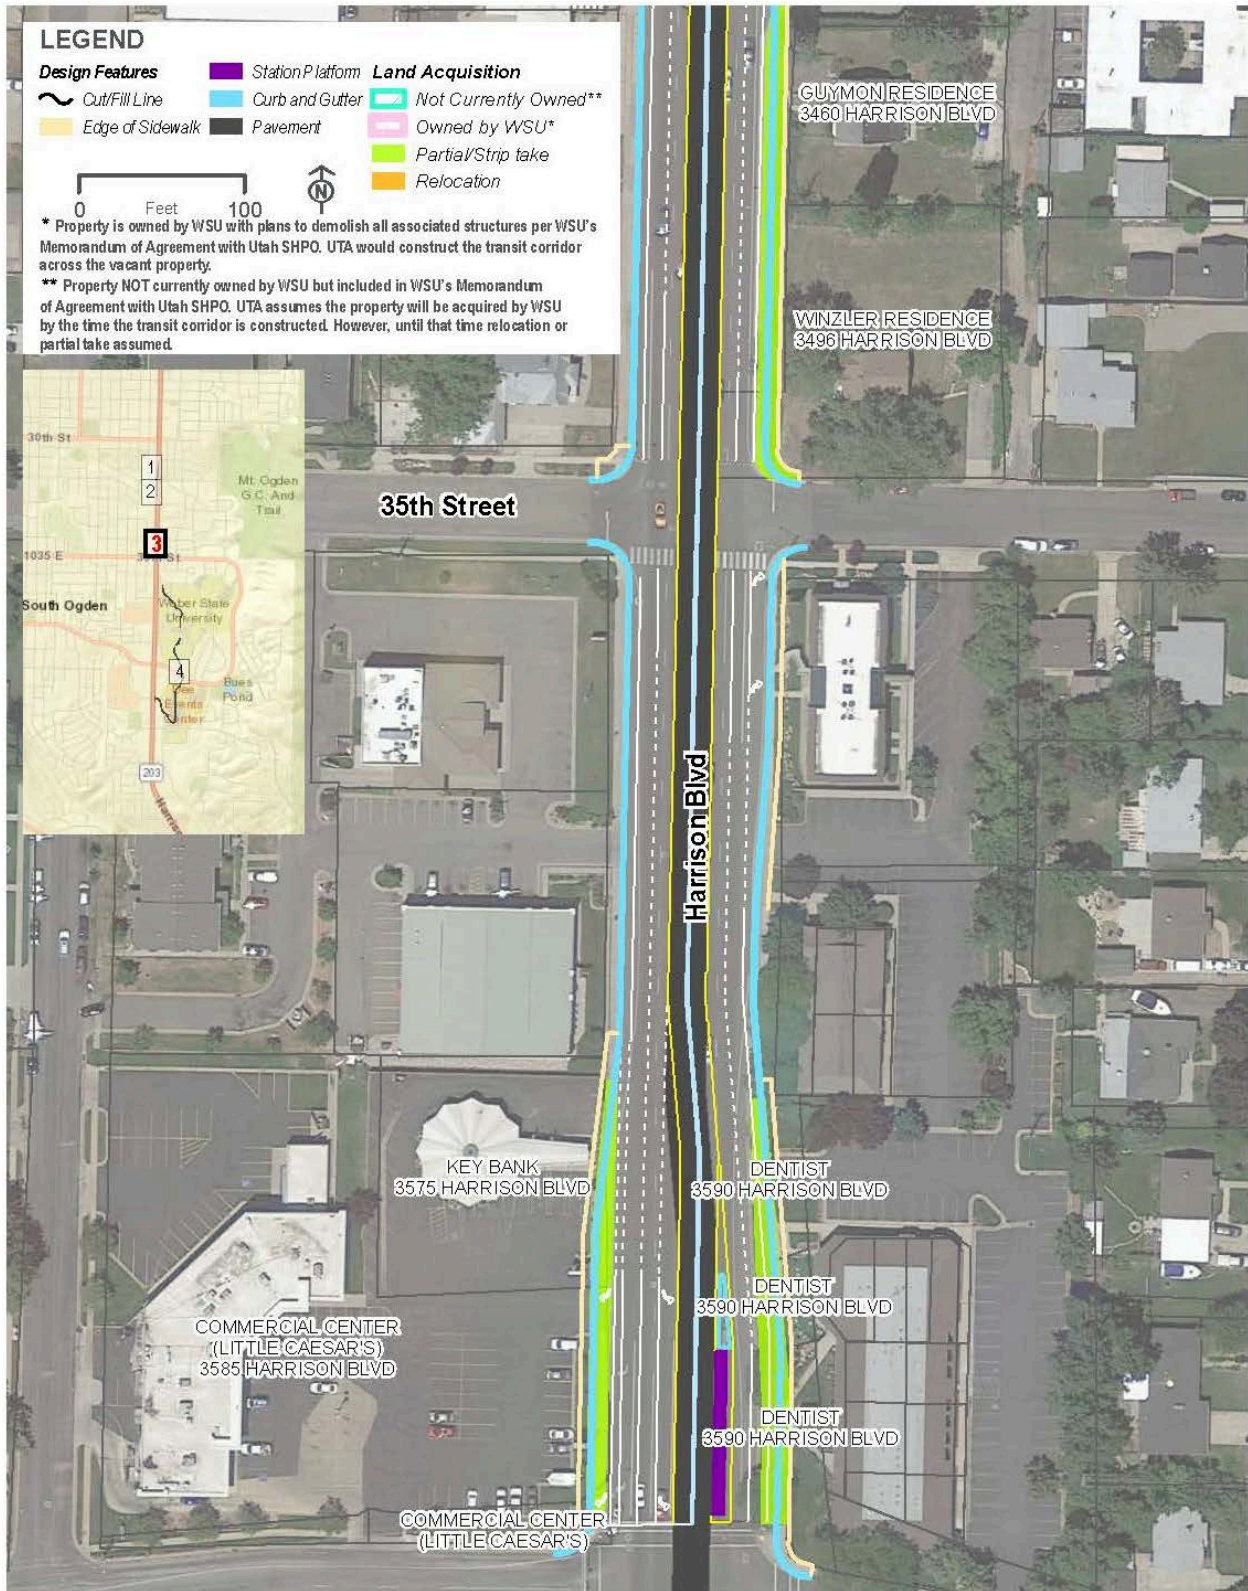 LEGEND
Design Features
Cut/Fill Line
Edge of Sidewalk
Station Platform
Curb and Gutter
Pavement
Land Acquisition
Not Currently Owned**
Owned by WSU*
Partial/Strip take
Relocation
0 Feet 100
N
* Property is owned by WSU with plans to demolish all associated structures per WSU's
Memorandum of Agreement with Utah SHPO. UTA would construct the transit corridor
across the vacant property.
** Property NOT currently owned by WSU but included in WSU's Memorandum
of Agreement with Utah SHPO. UTA assumes the property will be acquired by WSU
by the time the transit corridor is constructed. However, until that time relocation or
partial take assumed.
30th St
1
2
Mt. Ogden
G.C. And
Trail
3
1035 E
St
South Ogden
Weber State
University
4
Bues
Pond
Dee
Events
Center
203
Harriso
GUYMON RESIDENCE
3460 HARRISON BLVD
WINZLER RESIDENCE
3496 HARRISON BLVD
35th Street
Harrison Blvd
KEY BANK
3575 HARRISON BLVD
DENTIST
3590 HARRISON BLVD
DENTIST
3590 HARRISON BLVD
COMMERCIAL CENTER
(LITTLE CAESAR'S)
3585 HARRISON BLVD
DENTIST
3590 HARRISON BLVD
COMMERCIAL CENTER
(LITTLE CAESAR'S)